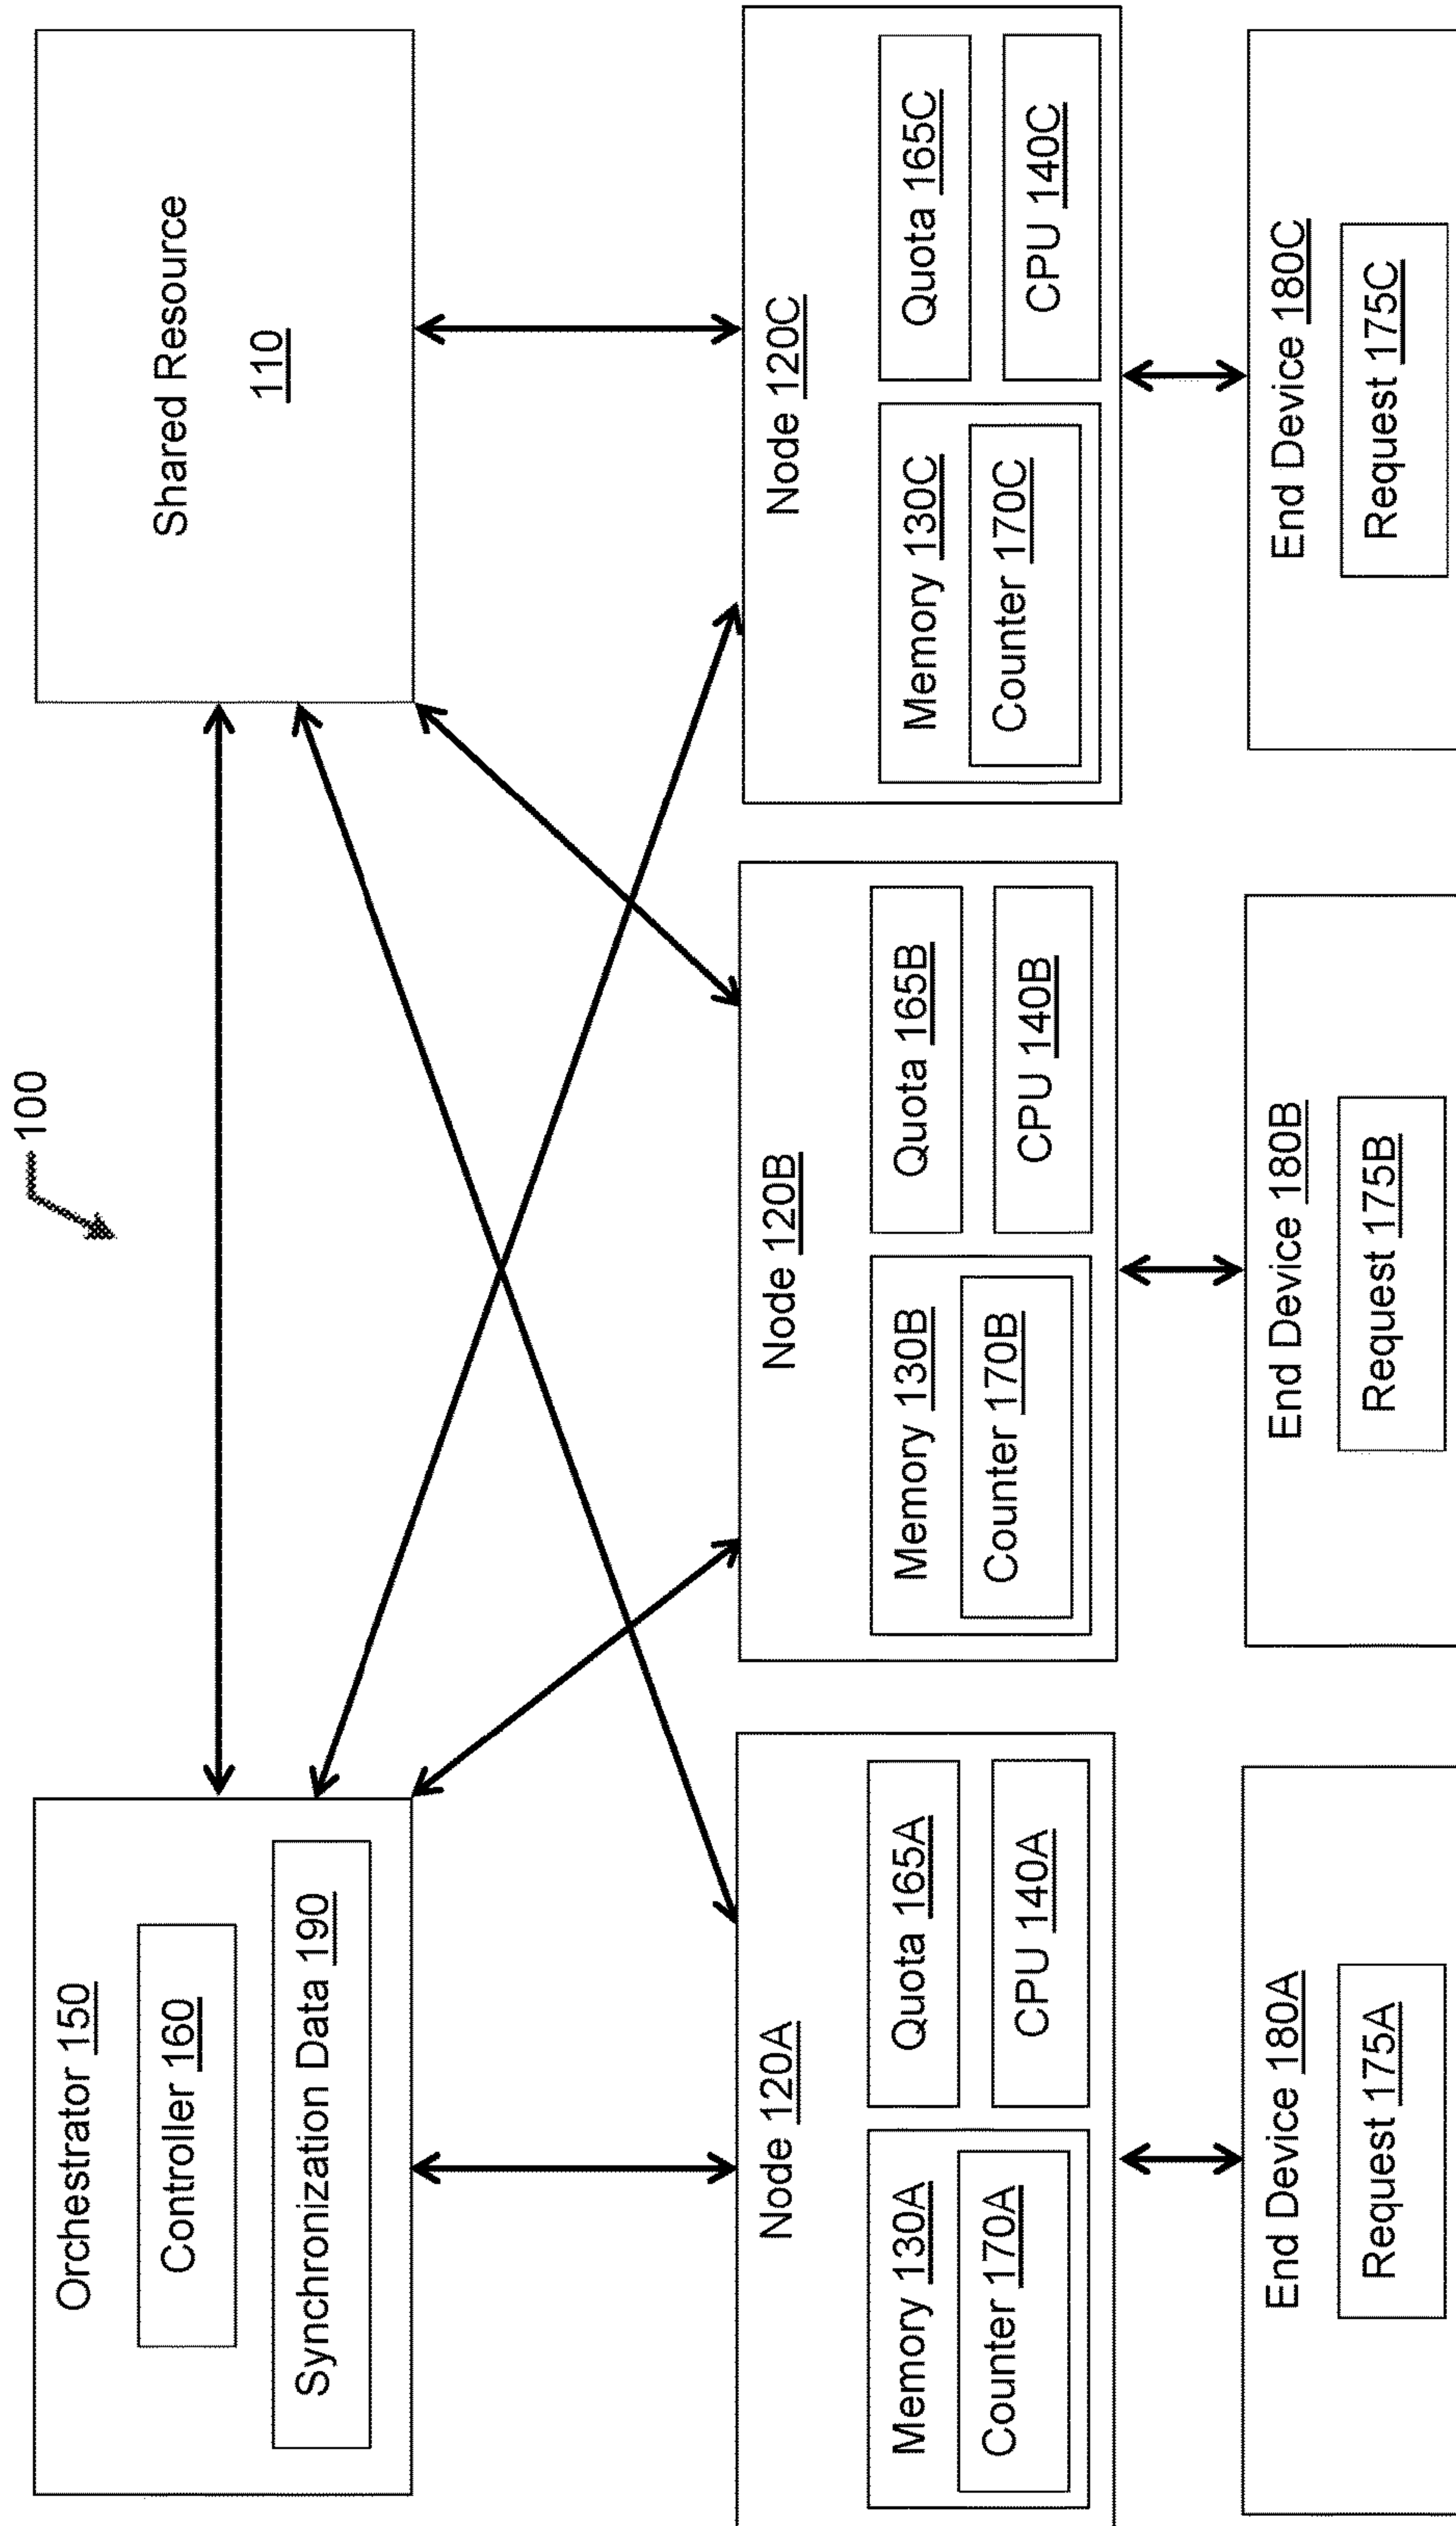 100
Orchestrator 150
Controller 160
Synchronization Data 190
Shared Resource
110
Node 120A
Memory 130A
Counter 170A
Quota 165A
CPU 140A
Node 120B
Memory 130B
Counter 170B
Quota 165B
CPU 140B
Node 120C
Memory 130C
Counter 170C
Quota 165C
CPU 140C
End Device 180A
Request 175A
End Device 180B
Request 175B
End Device 180C
Request 175C